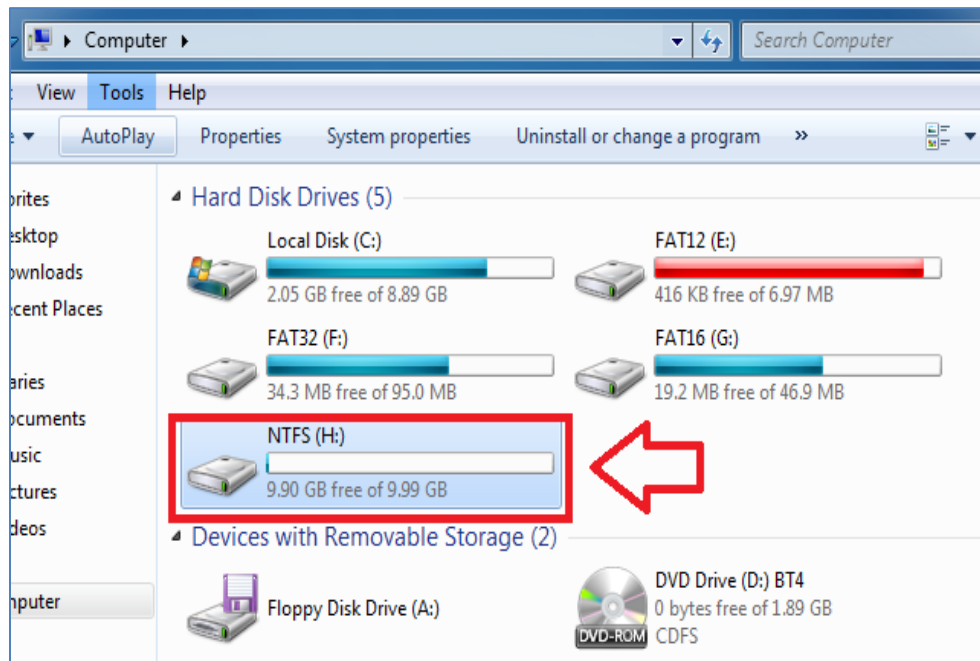 Computer
Search Computer
View Tools Help
AutoPlay Properties System properties Uninstall or change a program »
Hard Disk Drives (5)
Local Disk (C:)
2.05 GB free of 8.89 GB
FAT12 (E:)
416 KB free of 6.97 MB
FAT32 (F:)
34.3 MB free of 95.0 MB
FAT16 (G:)
19.2 MB free of 46.9 MB
NTFS (H:)
9.90 GB free of 9.99 GB
Devices with Removable Storage (2)
Floppy Disk Drive (A:)
DVD Drive (D:) BT4
0 bytes free of 1.89 GB
CDFS
DVD-ROM
orites
esktop
ownloads
ecent Places
aries
ocuments
usic
ctures
deos
mputer